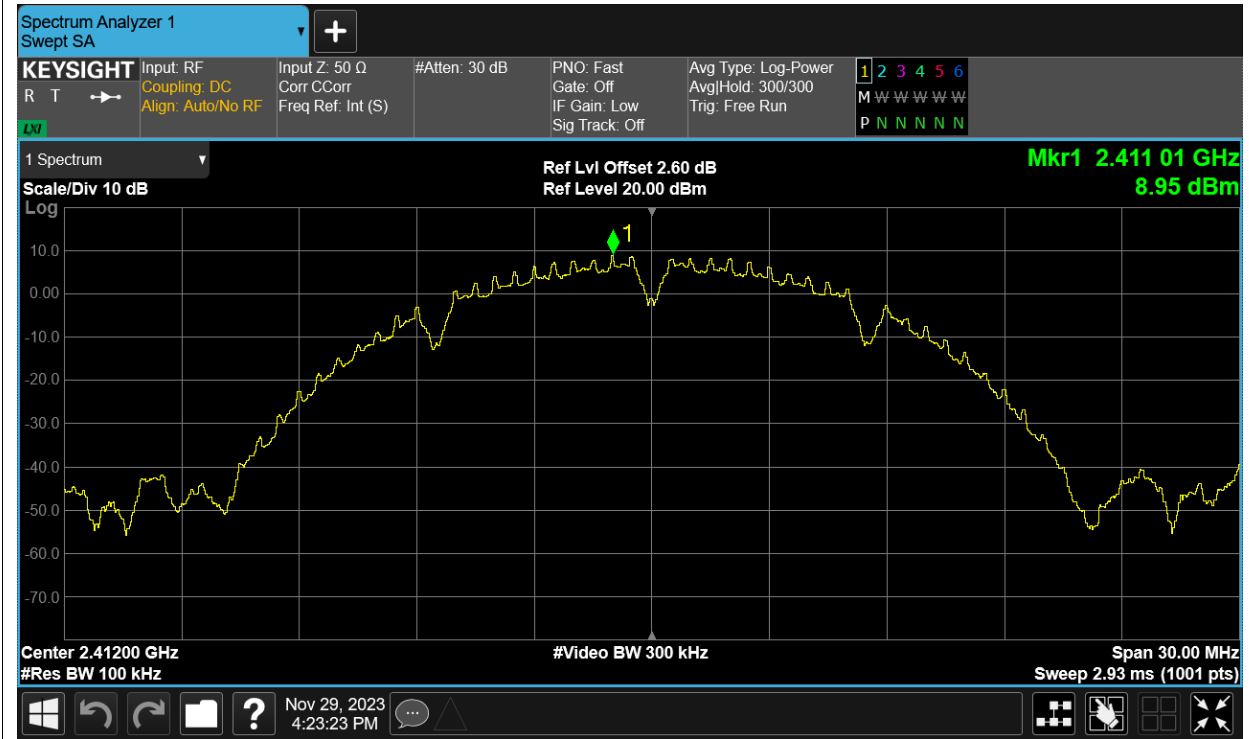 Spectrum Analyzer 1
Swept SA
KEYSIGHT
R T
LXI
Input: RF
Coupling: DC
Align: Auto/No RF
Input Z: 50 Ω
Corr CCorr
Freq Ref: Int (S)
#Atten: 30 dB
PNO: Fast
Gate: Off
IF Gain: Low
Sig Track: Off
Avg Type: Log-Power
Avg|Hold: 300/300
Trig: Free Run
1 2 3 4 5 6
M W W W W W
P N N N N N
1 Spectrum
Scale/Div 10 dB
Log
Ref Lvl Offset 2.60 dB
Ref Level 20.00 dBm
Mkr1 2.411 01 GHz
8.95 dBm
1
10.0
0.00
-10.0
-20.0
-30.0
-40.0
-50.0
-60.0
-70.0
Center 2.41200 GHz
#Res BW 100 kHz
#Video BW 300 kHz
Span 30.00 MHz
Sweep 2.93 ms (1001 pts)
?
Nov 29, 2023
4:23:23 PM